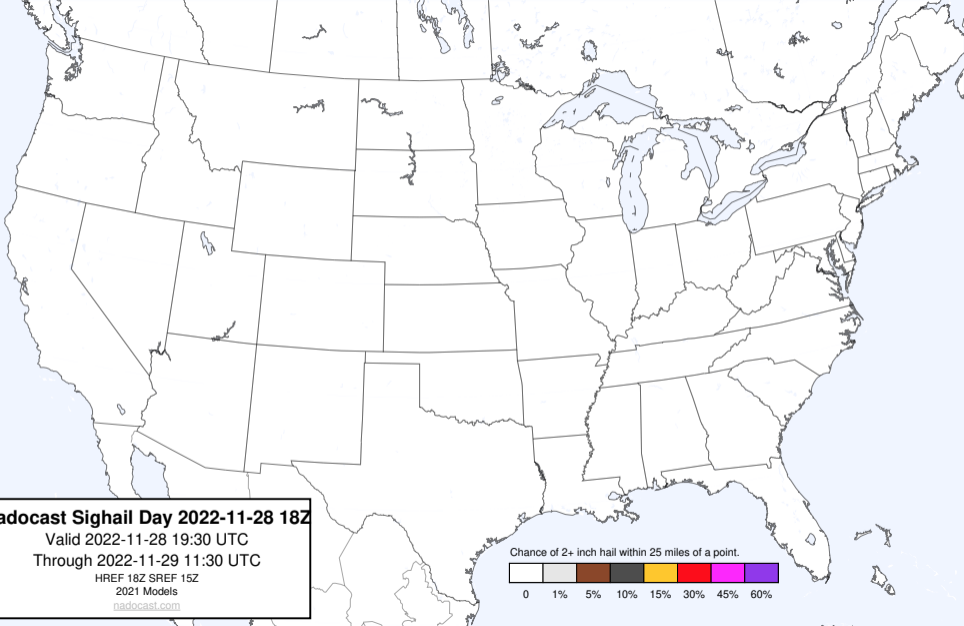 adocast Sighail Day 2022-11-28 18Z
Valid 2022-11-28 19:30 UTC
Through 2022-11-29 11:30 UTC
HREF 18Z SREF 15Z
2021 Models
nadocast.com
Chance of 2+ inch hail within 25 miles of a point.
0 1% 5% 10% 15% 30% 45% 60%